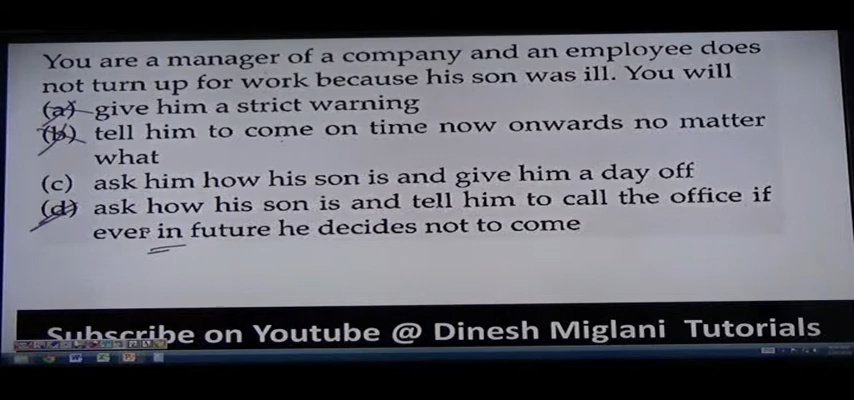 You are a manager of a company and an employee does
not turn up for work because his son was ill. You will
(a) give him a strict warning
(b) tell him to come on time now onwards no matter
what
(c) ask him how his son is and give him a day off
(d) ask how his son is and tell him to call the office if
ever in future he decides not to come
Subscribe on Youtube @ Dinesh Miglani Tutorials